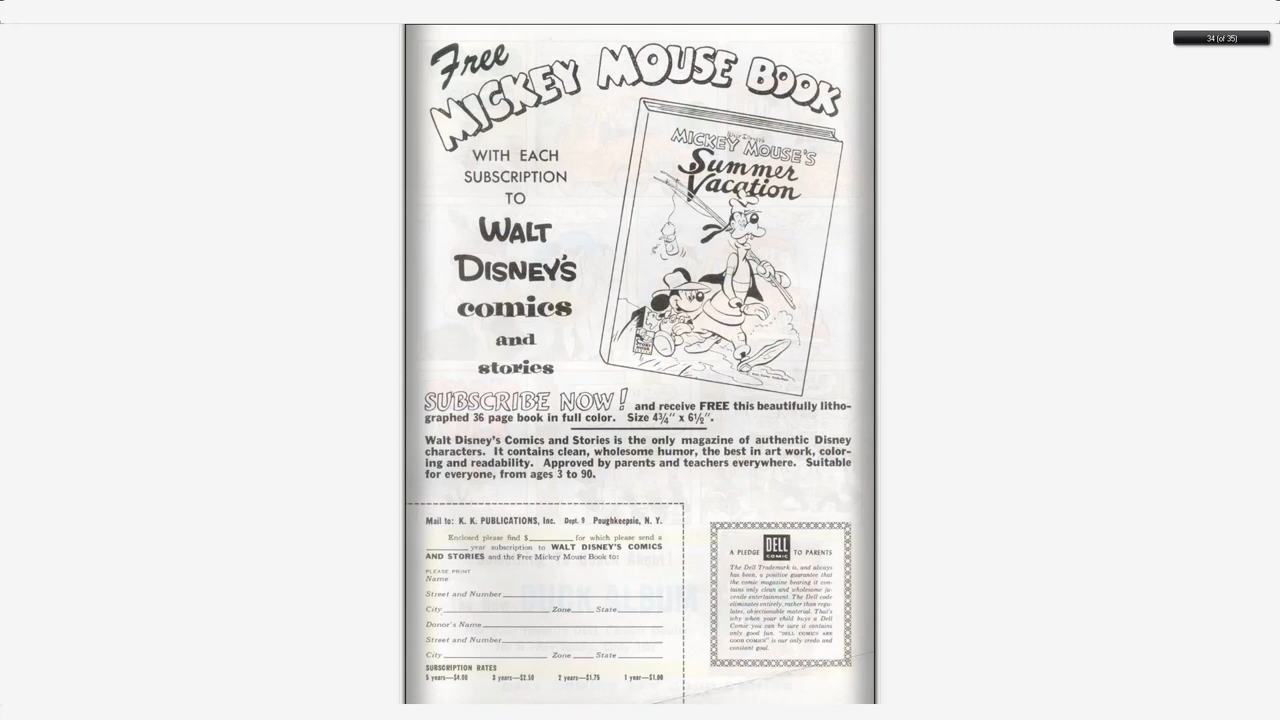 34 (of 35)
Free
MICKEY MOUSE BOOK
WITH EACH
SUBSCRIPTION
TO
WALT
DISNEY'S
comics
and
stories
Walt Disney's
MICKEY MOUSE'S
Summer
Vacation
SUBSCRIBE NOW! and receive FREE this beautifully litho-
graphed 36 page book in full color. Size 4¾" x 6½".
Walt Disney's Comics and Stories is the only magazine of authentic Disney
characters. It contains clean, wholesome humor, the best in art work, color-
ing and readability. Approved by parents and teachers everywhere. Suitable
for everyone, from ages 3 to 90.
Mail to: K. K. PUBLICATIONS, Inc. Dept. 9 Poughkeepsie, N. Y.
Enclosed please find $________ for which please send a
________ year subscription to WALT DISNEY'S COMICS
AND STORIES and the Free Mickey Mouse Book to:
PLEASE PRINT
Name
Street and Number
City Zone State
Donor's Name
Street and Number
City Zone State
SUBSCRIPTION RATES
5 years—$4.00 3 years—$2.50 2 years—$1.75 1 year—$1.00
A PLEDGE DELL COMIC TO PARENTS
The Dell Trademark is, and always
has been, a positive guarantee that
the comic magazine bearing it con-
tains only clean and wholesome ju-
venile entertainment. The Dell code
eliminates entirely, rather than regu-
lates, objectionable material. That's
why when your child buys a Dell
Comic you can be sure it contains
only good fun. "DELL COMICS ARE
GOOD COMICS" is our only credo and
constant goal.